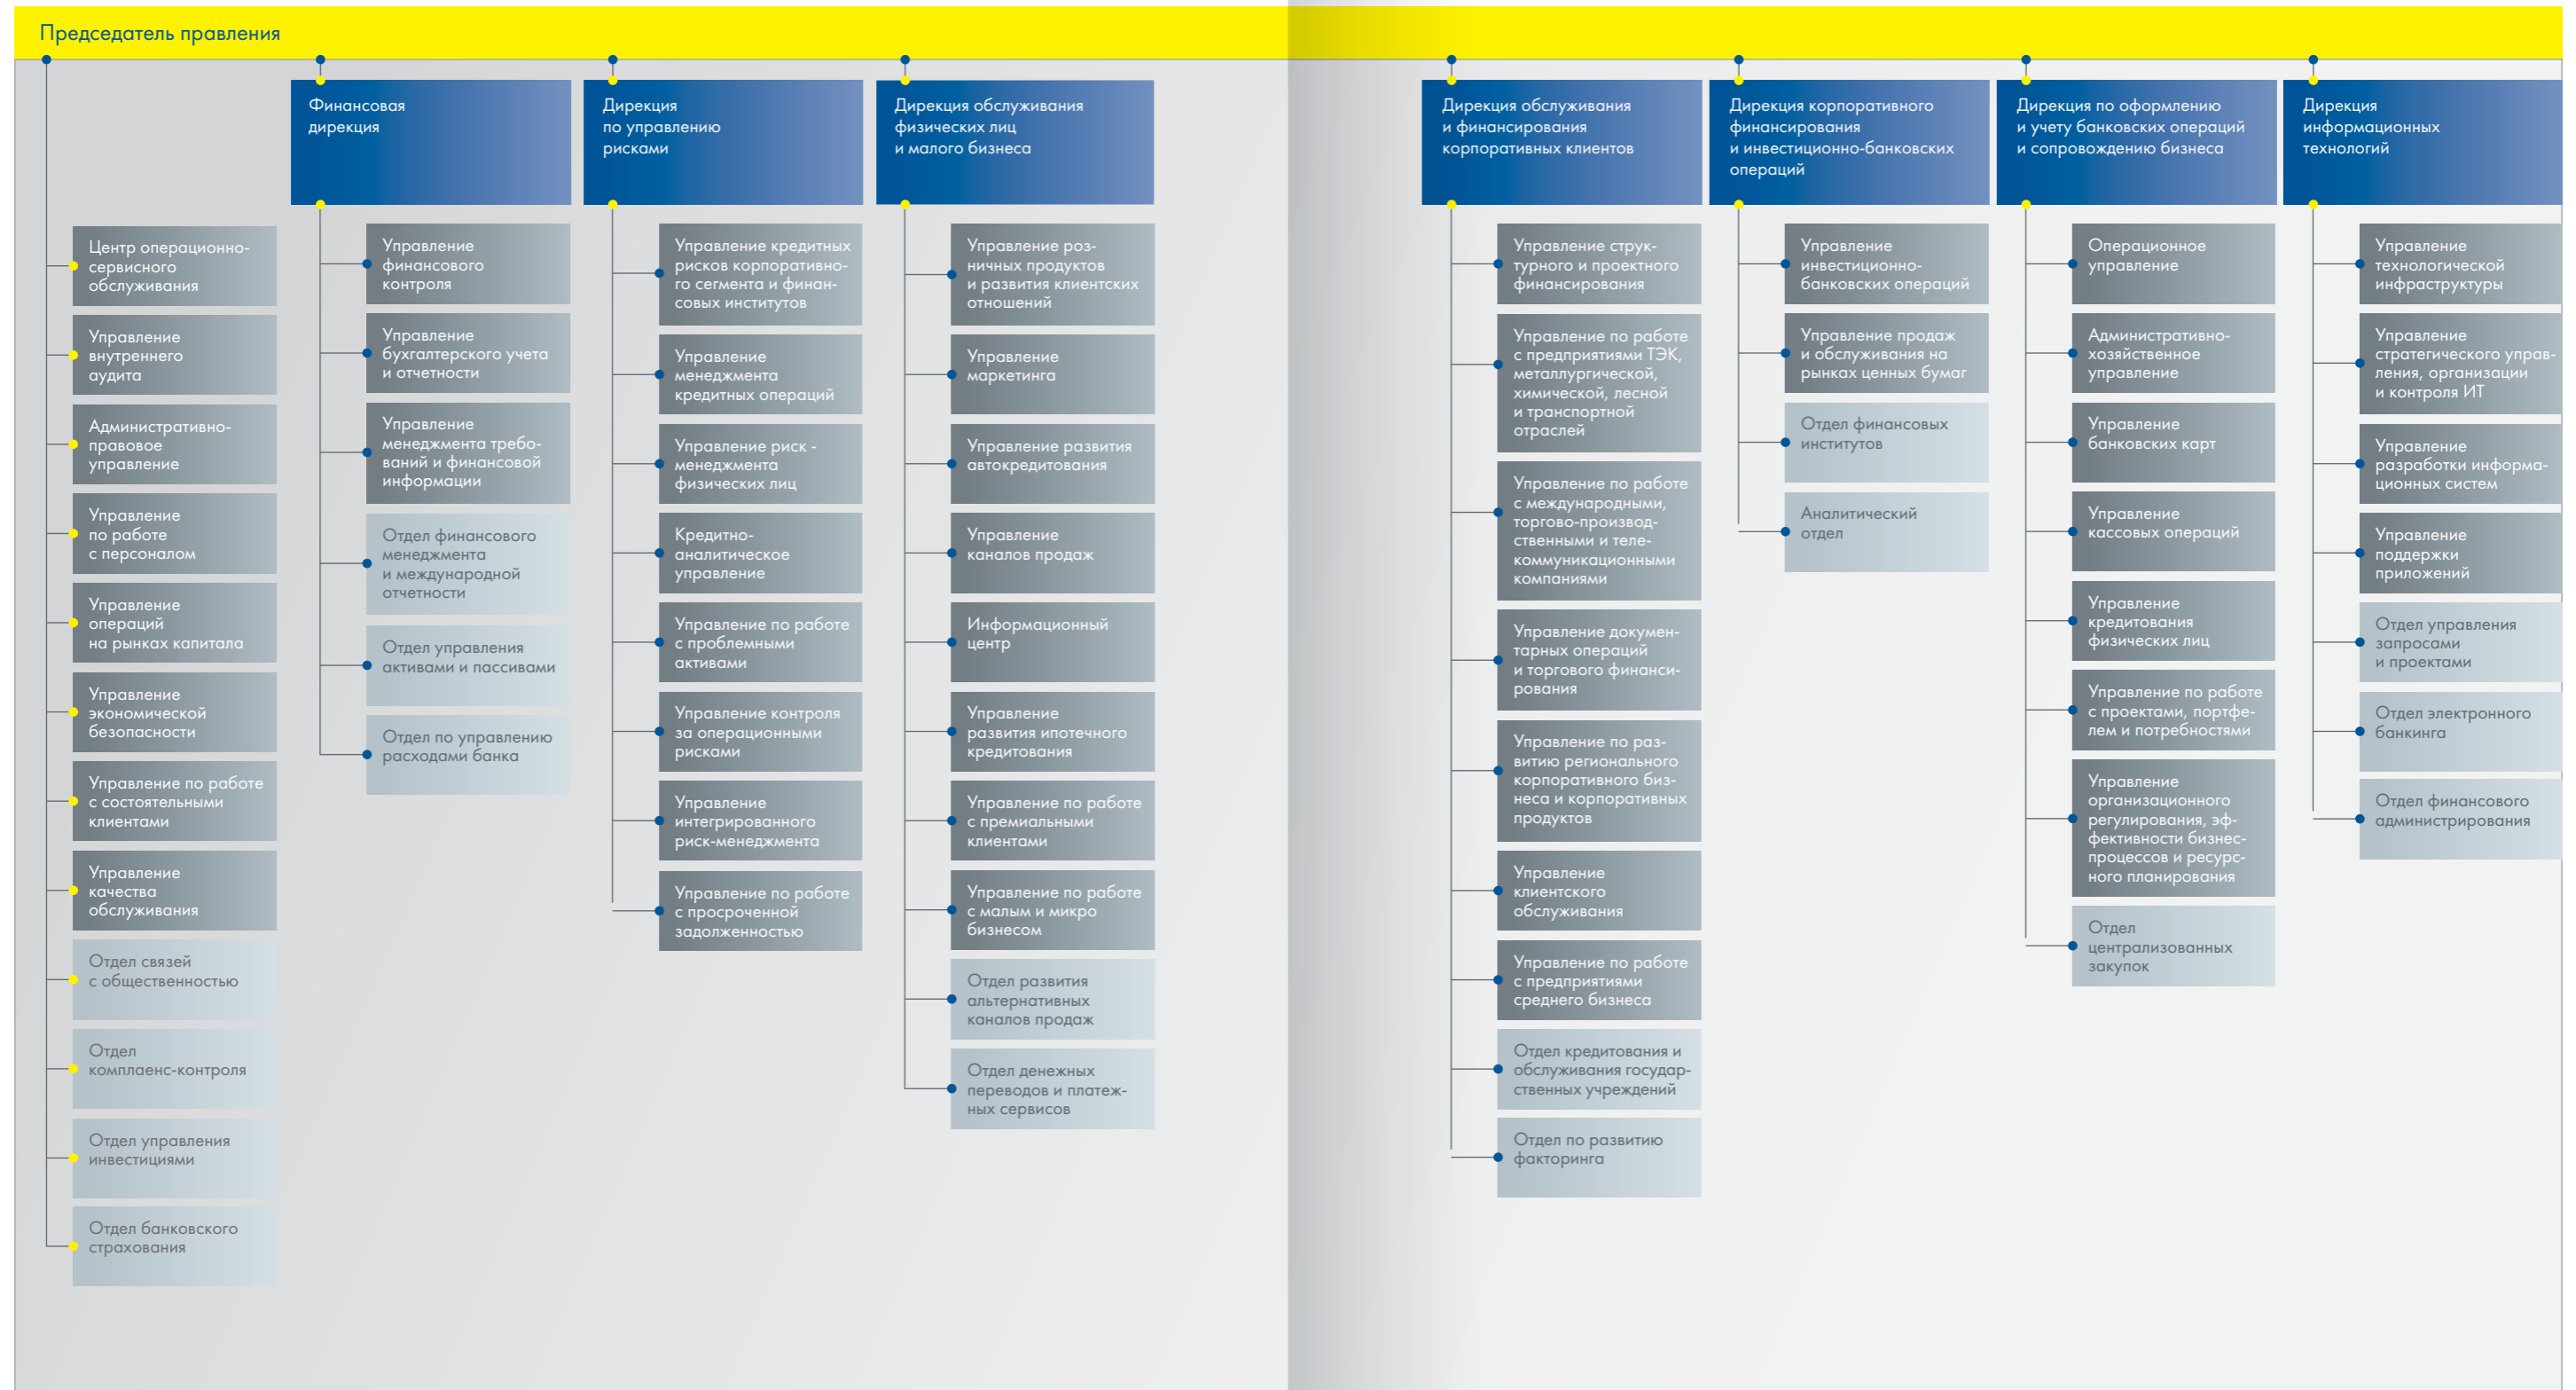 Председатель правления
Центр операционно-
сервисного
обслуживания
Управление
внутреннего
аудита
Административно-
правовое
управление
Управление
по работе
с персоналом
Управление
операций
на рынках капитала
Управление
экономической
безопасности
Управление по работе
с состоятельными
клиентами
Управление
качества
обслуживания
Отдел связей
с общественностью
Отдел
комплаенс-контроля
Отдел управления
инвестициями
Отдел банковского
страхования
Финансовая
дирекция
Управление
финансового
контроля
Управление
бухгалтерского учета
и отчетности
Управление
менеджмента требо-
ваний и финансовой
информации
Отдел финансового
менеджмента
и международной
отчетности
Отдел управления
активами и пассивами
Отдел по управлению
расходами банка
Дирекция
по управлению
рисками
Управление кредитных
рисков корпоративно-
го сегмента и финан-
совых институтов
Управление
менеджмента
кредитных операций
Управление риск -
менеджмента
физических лиц
Кредитно-
аналитическое
управление
Управление по работе
с проблемными
активами
Управление контроля
за операционными
рисками
Управление
интегрированного
риск-менеджмента
Управление по работе
с просроченной
задолженностью
Дирекция обслуживания
физических лиц
и малого бизнеса
Управление роз-
ничных продуктов
и развития клиентских
отношений
Управление
маркетинга
Управление развития
автокредитования
Управление
каналов продаж
Информационный
центр
Управление
развития ипотечного
кредитования
Управление по работе
с премиальными
клиентами
Управление по работе
с малым и микро
бизнесом
Отдел развития
альтернативных
каналов продаж
Отдел денежных
переводов и платеж-
ных сервисов
Дирекция обслуживания
и финансирования
корпоративных клиентов
Управление струк-
турного и проектного
финансирования
Управление по работе
с предприятиями ТЭК,
металлургической,
химической, лесной
и транспортной
отраслей
Управление по работе
с международными,
торгово-производ-
ственными и теле-
коммуникационными
компаниями
Управление докумен-
тарных операций
и торгового финанси-
рования
Управление по раз-
витию регионального
корпоративного биз-
неса и корпоративных
продуктов
Управление
клиентского
обслуживания
Управление по работе
с предприятиями
среднего бизнеса
Отдел кредитования и
обслуживания государ-
ственных учреждений
Отдел по развитию
факторинга
Дирекция корпоративного
финансирования
и инвестиционно-банковских
операций
Управление
инвестиционно-
банковских операций
Управление продаж
и обслуживания на
рынках ценных бумаг
Отдел финансовых
институтов
Аналитический
отдел
Дирекция по оформлению
и учету банковских операций
и сопровождению бизнеса
Операционное
управление
Административно-
хозяйственное
управление
Управление
банковских карт
Управление
кассовых операций
Управление
кредитования
физических лиц
Управление по работе
с проектами, портфе-
лем и потребностями
Управление
организационного
регулирования, эф-
фективности бизнес-
процессов и ресурс-
ного планирования
Отдел
централизованных
закупок
Дирекция
информационных
технологий
Управление
технологической
инфраструктуры
Управление
стратегического управ-
ления, организации
и контроля ИТ
Управление
разработки информа-
ционных систем
Управление
поддержки
приложений
Отдел управления
запросами
и проектами
Отдел электронного
банкинга
Отдел финансового
администрирования